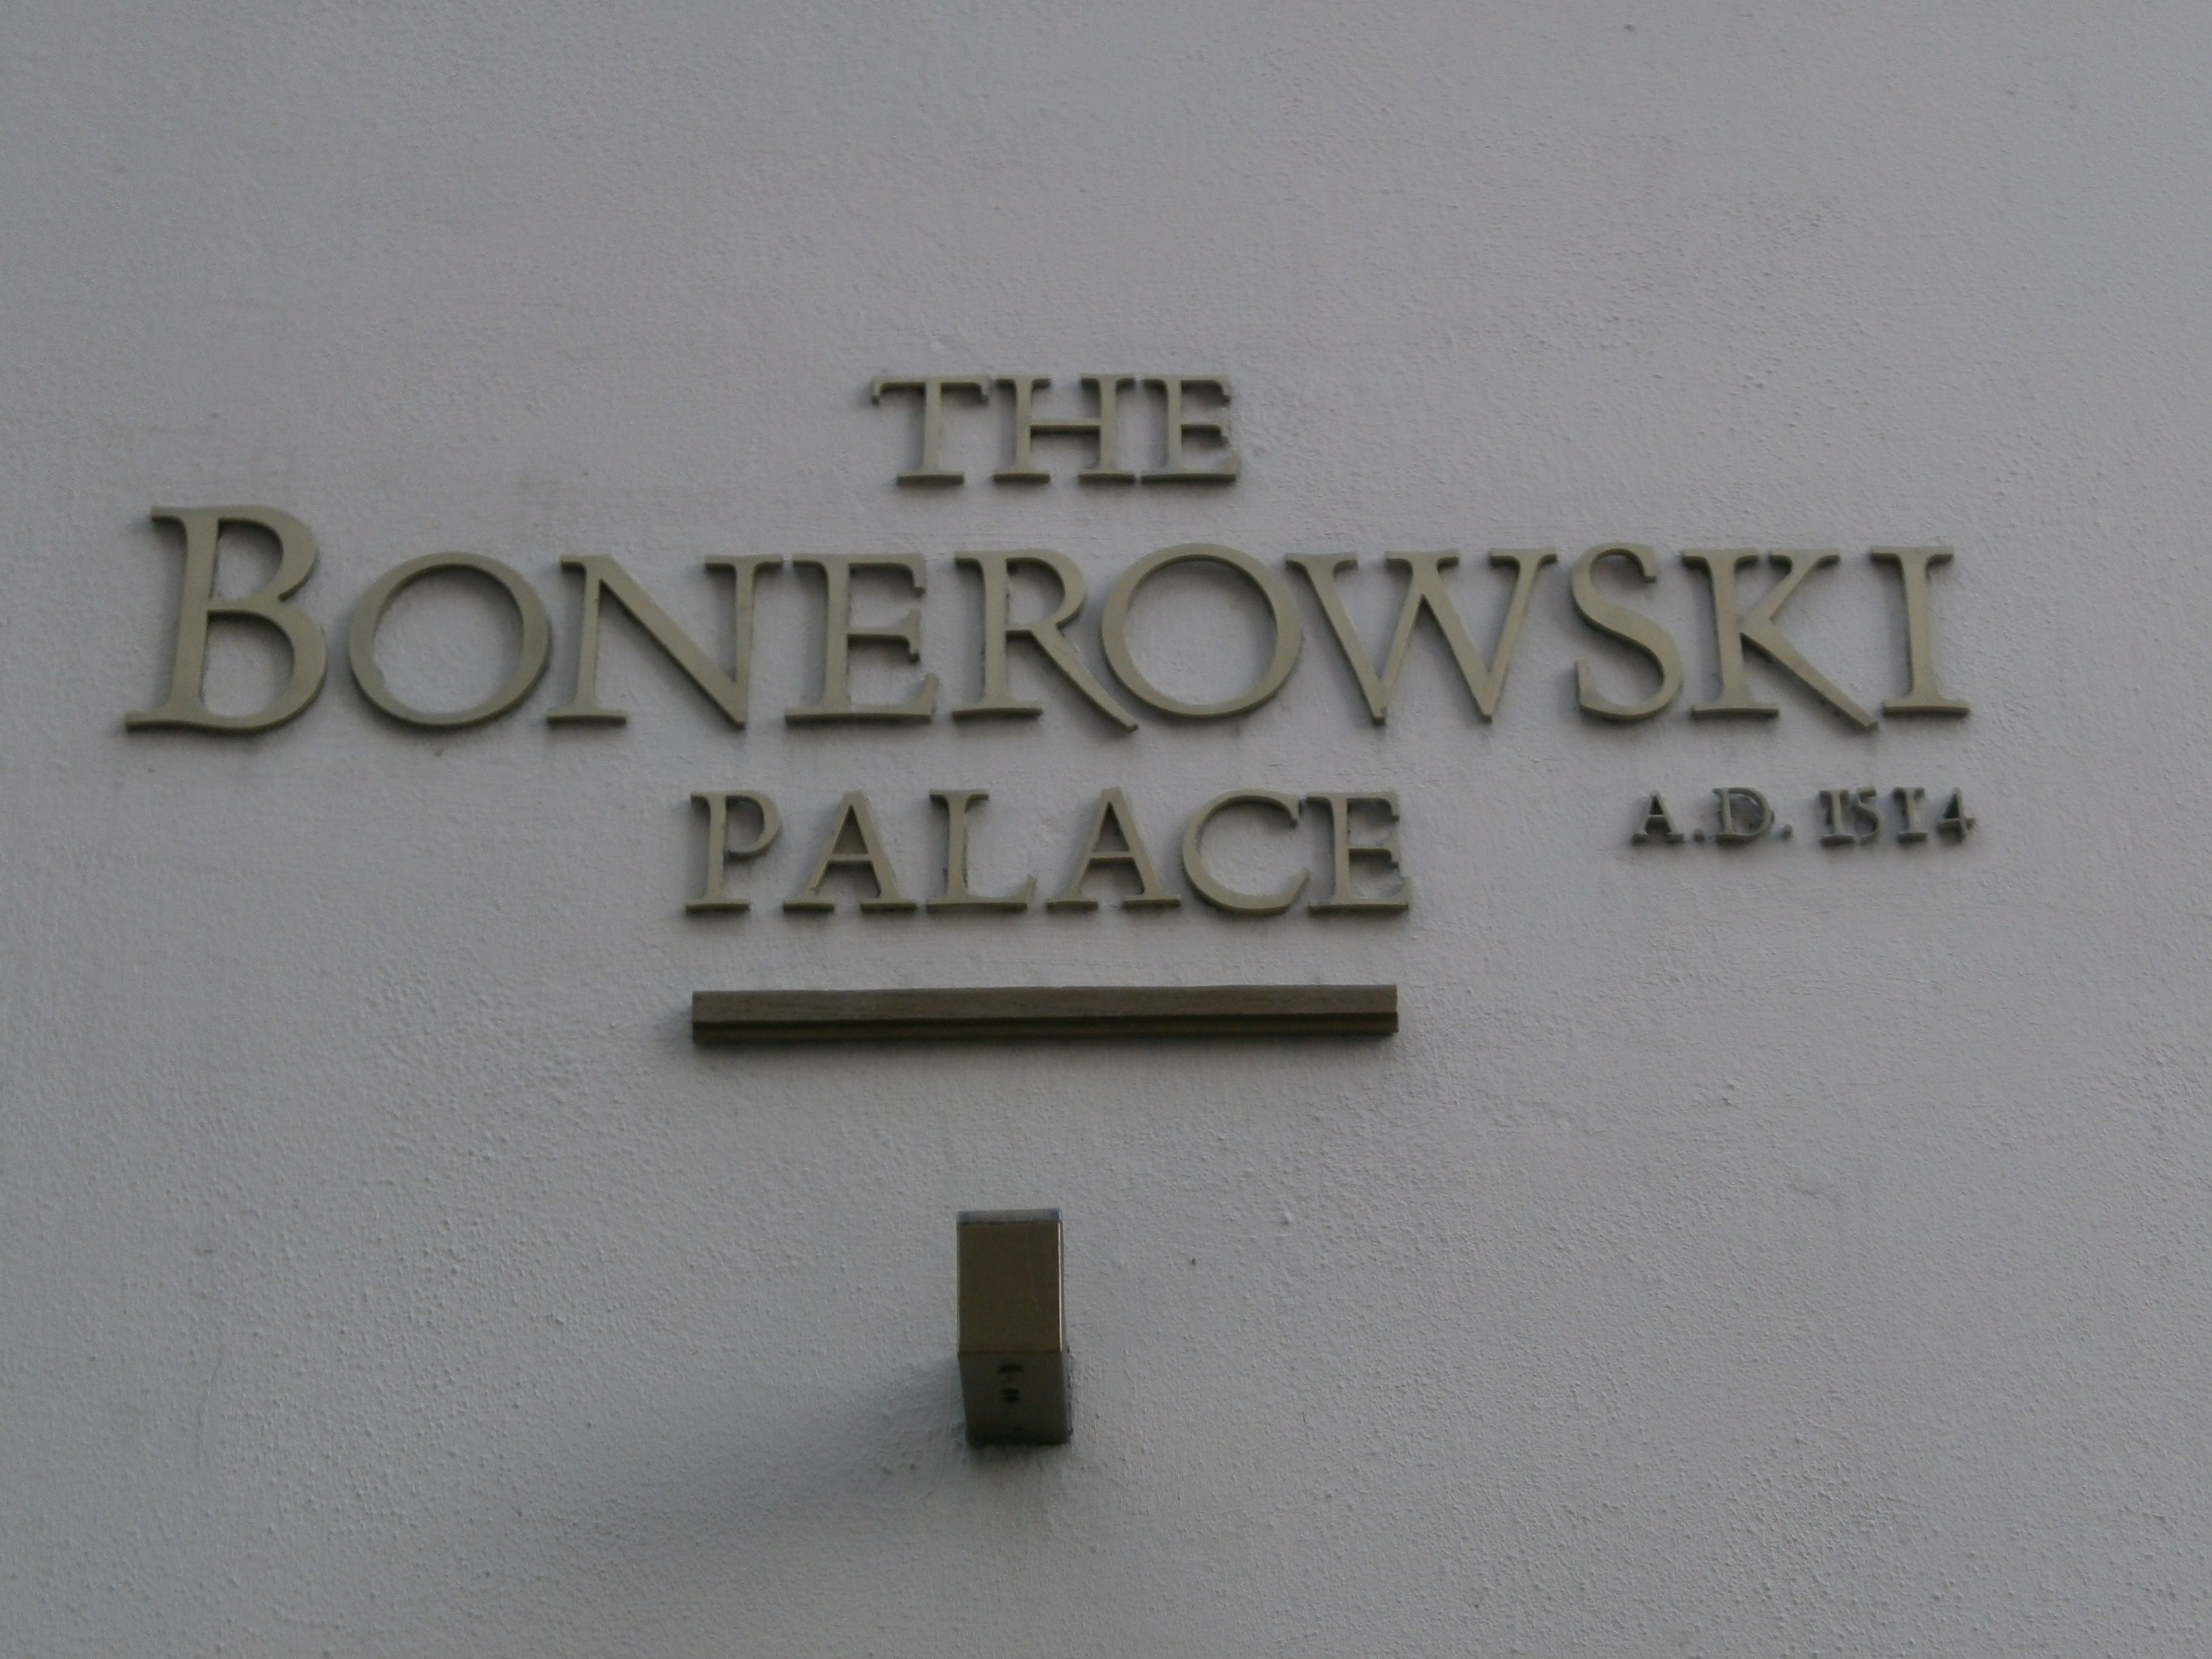 THE
BONEROWSKI
PALACE
A.D. 1514